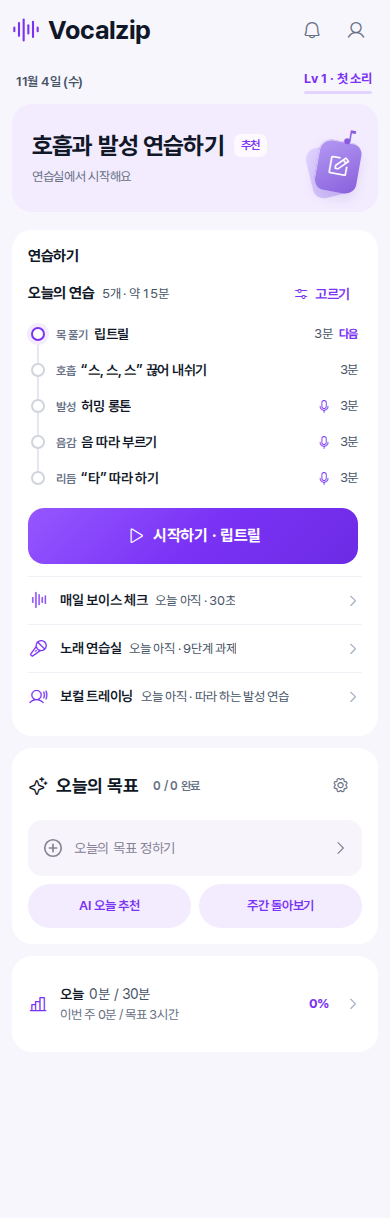 Vocalzip
11월 4일 (수)
Lv 1 · 첫 소리
호흡과 발성 연습하기 추천
연습실에서 시작해요
연습하기
오늘의 연습 5개 · 약 15분 고르기
목 풀기 립트릴 3분 다음
호흡 “스, 스, 스” 끊어 내쉬기 3분
발성 허밍 롱톤 3분
음감 음 따라 부르기 3분
리듬 “타” 따라 하기 3분
시작하기 · 립트릴
매일 보이스 체크 오늘 아직 · 30초
노래 연습실 오늘 아직 · 9단계 과제
보컬 트레이닝 오늘 아직 · 따라 하는 발성 연습
오늘의 목표 0 / 0 완료
오늘의 목표 정하기
AI 오늘 추천 주간 돌아보기
오늘 0분 / 30분 0%
이번 주 0분 / 목표 3시간